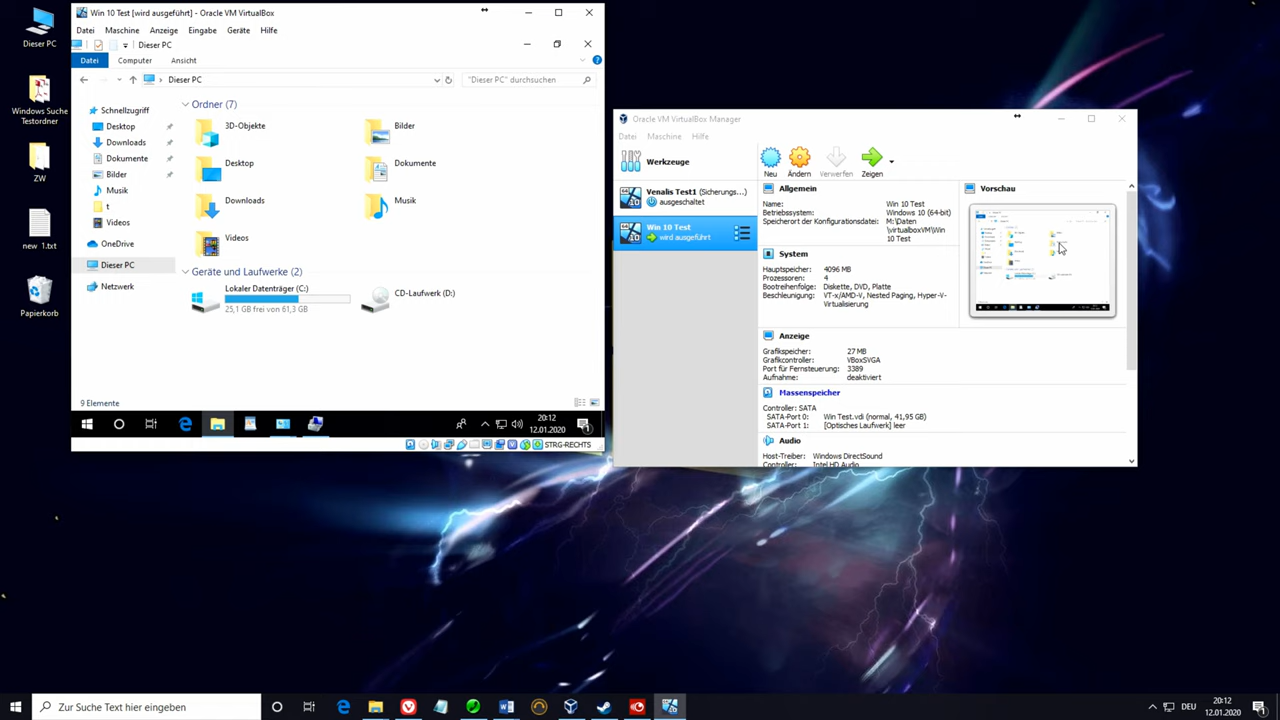 Dieser PC
Windows Suche
Testordner
ZW
new_1.txt
Papierkorb
Win 10 Test [wird ausgeführt] - Oracle VM VirtualBox
Datei Maschine Anzeige Eingabe Geräte Hilfe
Dieser PC
Datei Computer Ansicht
Dieser PC
"Dieser PC" durchsuchen
Schnellzugriff
Desktop
Downloads
Dokumente
Bilder
Musik
t
Videos
OneDrive
Dieser PC
Netzwerk
Ordner (7)
3D-Objekte
Bilder
Desktop
Dokumente
Downloads
Musik
Videos
Geräte und Laufwerke (2)
Lokaler Datenträger (C:)
25,1 GB frei von 61,3 GB
CD-Laufwerk (D:)
9 Elemente
20:12
12.01.2020
1
STRG-RECHTS
Oracle VM VirtualBox Manager
Datei Maschine Hilfe
Werkzeuge
Neu Ändern Verwerfen Zeigen
Venalis Test1 (Sicherungs...)
ausgeschaltet
Win 10 Test
wird ausgeführt
Allgemein
Name: Win 10 Test
Betriebssystem: Windows 10 (64-bit)
Speicherort der Konfigurationsdatei: M:\Daten
\virtualboxVM\Win
10 Test
System
Hauptspeicher: 4096 MB
Prozessoren: 4
Bootreihenfolge: Diskette, DVD, Platte
Beschleunigung: VT-x/AMD-V, Nested Paging, Hyper-V-
Virtualisierung
Vorschau
Anzeige
Grafikspeicher: 27 MB
Grafikcontroller: VBoxSVGA
Port für Fernsteuerung: 3389
Aufnahme: deaktiviert
Massenspeicher
Controller: SATA
SATA-Port 0: Win Test.vdi (normal, 41,95 GB)
SATA-Port 1: [Optisches Laufwerk] leer
Audio
Host-Treiber: Windows DirectSound
Controller: Intel HD Audio
Zur Suche Text hier eingeben
DEU
20:12
12.01.2020
1